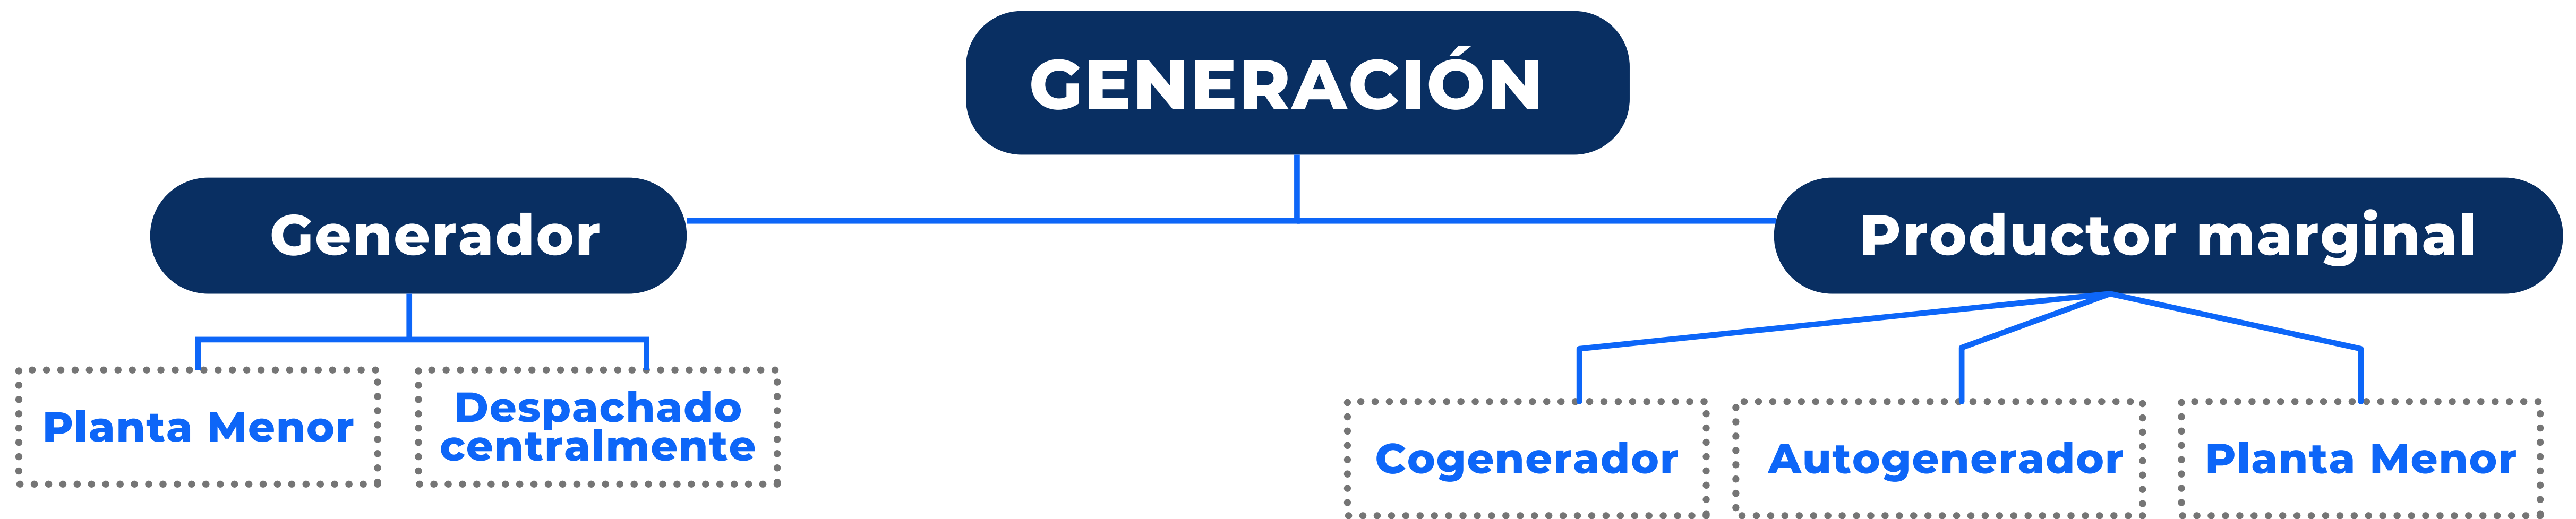 GENERACIÓN
Generador
Productor marginal
Planta Menor
Despachado
centralmente
Cogenerador
Autogenerador
Planta Menor